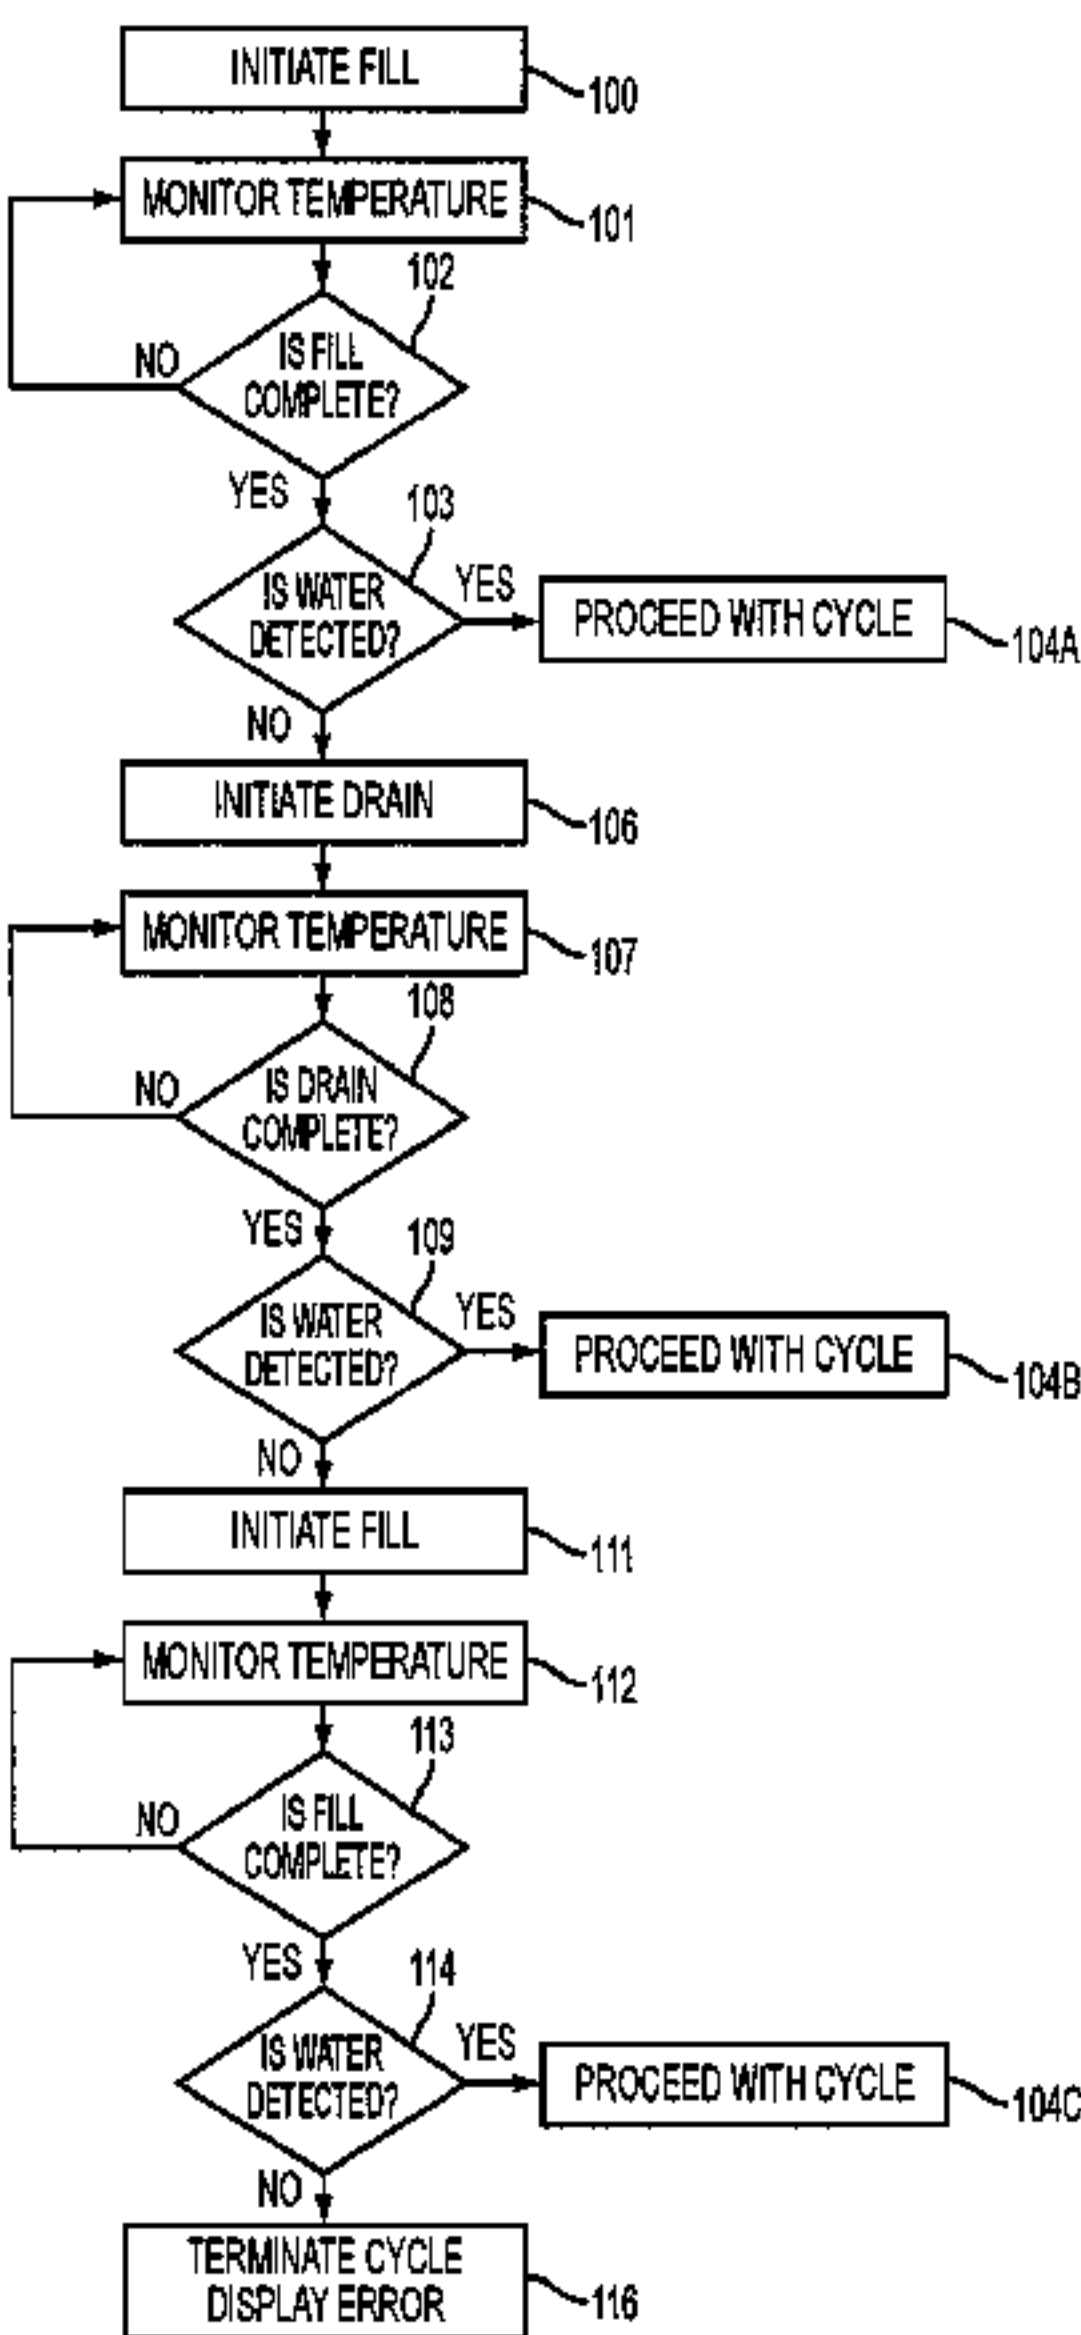 INITIATE FILL
100
MONITOR TEMPERATURE
101
102
IS FILL
COMPLETE?
NO
YES
103
IS WATER
DETECTED?
YES
PROCEED WITH CYCLE
104A
NO
INITIATE DRAIN
106
MONITOR TEMPERATURE
107
108
IS DRAIN
COMPLETE?
NO
YES
109
IS WATER
DETECTED?
YES
PROCEED WITH CYCLE
104B
NO
INITIATE FILL
111
MONITOR TEMPERATURE
112
113
IS FILL
COMPLETE?
NO
YES
114
IS WATER
DETECTED?
YES
PROCEED WITH CYCLE
104C
NO
TERMINATE CYCLE
DISPLAY ERROR
116